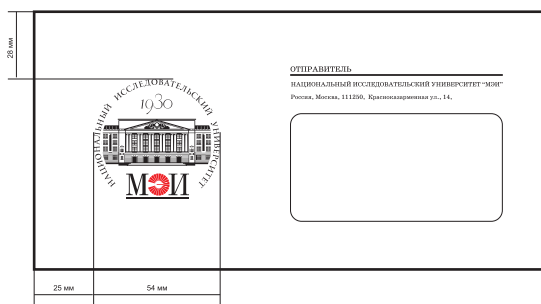 28 мм
НАЦИОНАЛЬНЫЙ ИССЛЕДОВАТЕЛЬСКИЙ УНИВЕРСИТЕТ
1930
МЭИ
ОТПРАВИТЕЛЬ
НАЦИОНАЛЬНЫЙ ИССЛЕДОВАТЕЛЬСКИЙ УНИВЕРСИТЕТ "МЭИ"
Россия, Москва, 111250, Красноказарменная ул., 14,
25 мм
54 мм